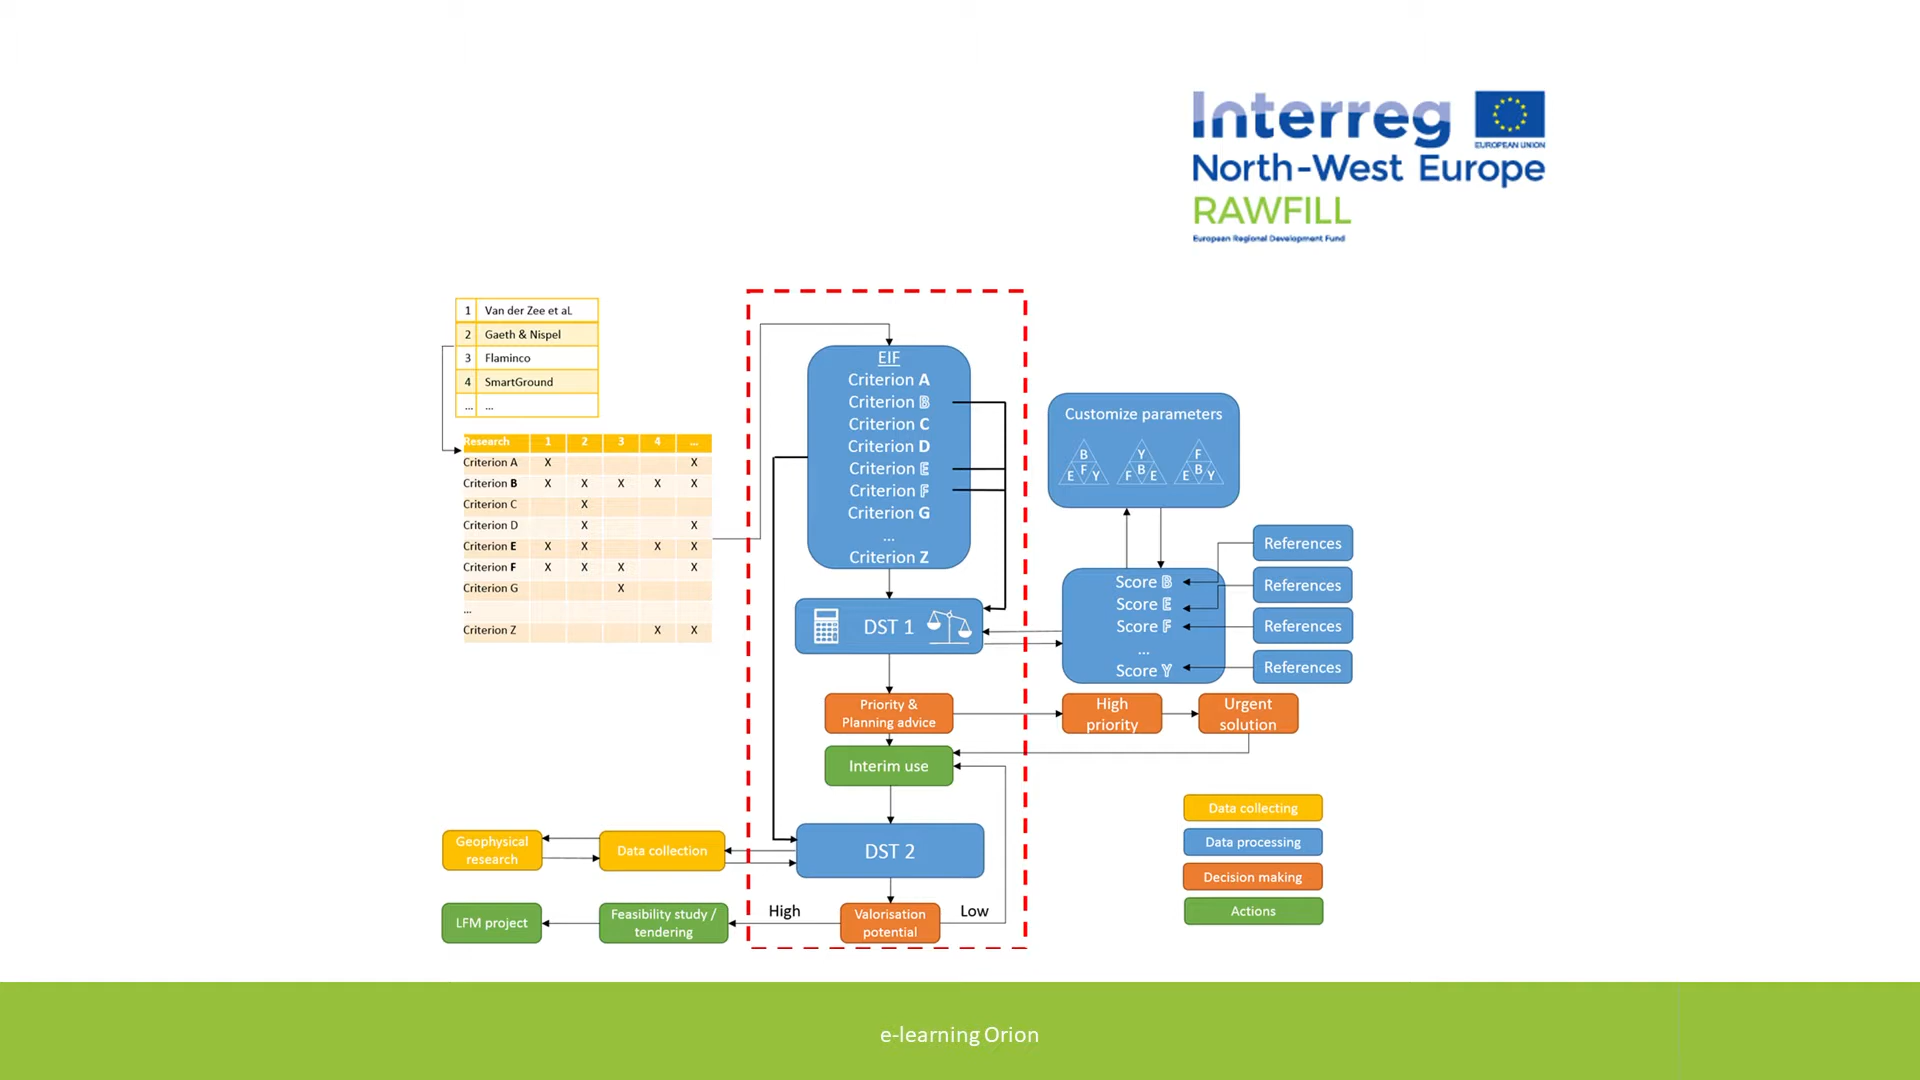 Interreg
EUROPEAN UNION
North-West Europe
RAWFILL
European Regional Development Fund
1 Van der Zee et al.
2 Gaeth & Nispel
3 Flaminco
4 SmartGround
... ...
Research 1 2 3 4 ...
Criterion A X X
Criterion B X X X X X
Criterion C X
Criterion D X X
Criterion E X X X X
Criterion F X X X X
Criterion G X
...
Criterion Z X X
EIF
Criterion A
Criterion B
Criterion C
Criterion D
Criterion E
Criterion F
Criterion G
...
Criterion Z
Customize parameters
B Y F
E F Y F B E E B Y
DST 1
Score B
Score E
Score F
...
Score Y
References
References
References
References
Priority &
Planning advice
High
priority
Urgent
solution
Interim use
DST 2
Data collection
Geophysical
research
Valorisation
potential
High
Low
Feasibility study /
tendering
LFM project
Data collecting
Data processing
Decision making
Actions
e-learning Orion